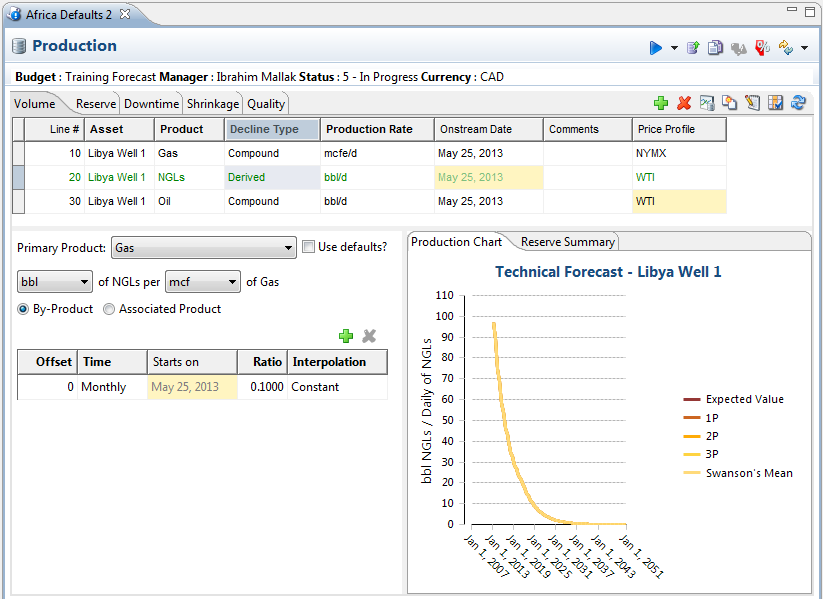 Africa Defaults 2
Production
Budget : Training Forecast Manager : Ibrahim Mallak Status : 5 - In Progress Currency : CAD
Volume Reserve Downtime Shrinkage Quality
Line # Asset Product Decline Type Production Rate Onstream Date Comments Price Profile
10 Libya Well 1 Gas Compound mcfe/d May 25, 2013 NYMX
20 Libya Well 1 NGLs Derived bbl/d May 25, 2013 WTI
30 Libya Well 1 Oil Compound bbl/d May 25, 2013 WTI
Primary Product: Gas Use defaults?
bbl of NGLs per mcf of Gas
By-Product Associated Product
Offset Time Starts on Ratio Interpolation
0 Monthly May 25, 2013 0.1000 Constant
Production Chart Reserve Summary
Technical Forecast - Libya Well 1
bbl NGLs / Daily of NGLs
110
100
90
80
70
60
50
40
30
20
10
0
Jan 1, 2007
Jan 1, 2013
Jan 1, 2019
Jan 1, 2025
Jan 1, 2031
Jan 1, 2037
Jan 1, 2043
Jan 1, 2051
Expected Value
1P
2P
3P
Swanson's Mean